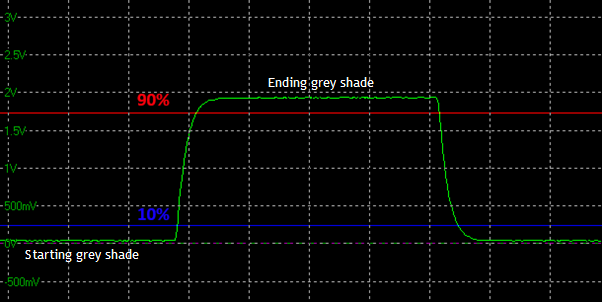 3V
2.5V
Ending grey shade
2V
90%
1.5V
1V
500mV
10%
0V
Starting grey shade
-500mV